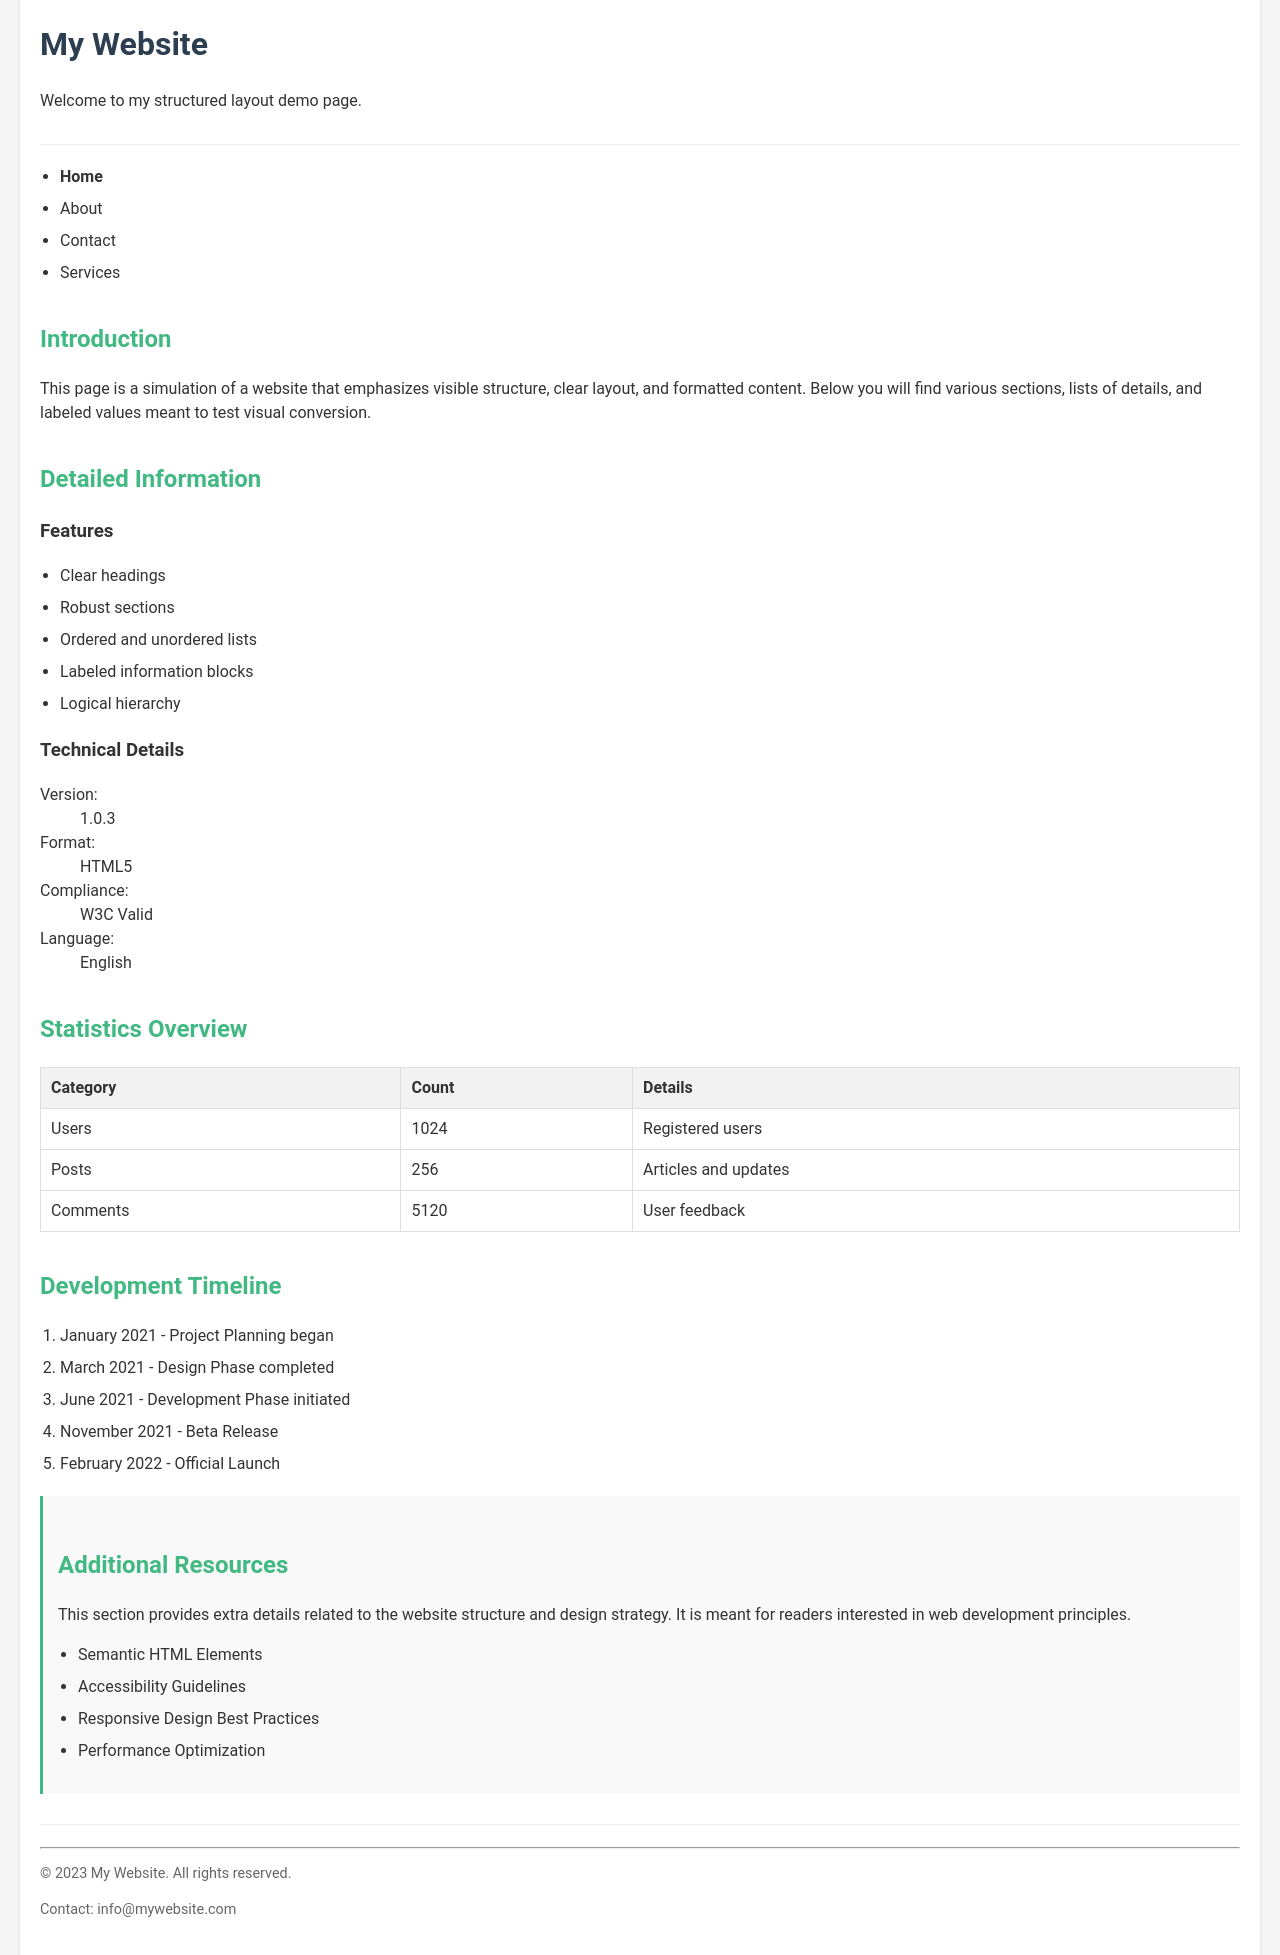 My Website
Welcome to my structured layout demo page.
Home
About
Contact
Services
Introduction
This page is a simulation of a website that emphasizes visible structure, clear layout, and formatted content. Below you will find various sections, lists of details, and
labeled values meant to test visual conversion.
Detailed Information
Features
Clear headings
Robust sections
Ordered and unordered lists
Labeled information blocks
Logical hierarchy
Technical Details
Version:
1.0.3
Format:
HTML5
Compliance:
W3C Valid
Language:
English
Statistics Overview
Category Count Details
Users 1024 Registered users
Posts 256 Articles and updates
Comments 5120 User feedback
Development Timeline
1. January 2021 - Project Planning began
2. March 2021 - Design Phase completed
3. June 2021 - Development Phase initiated
4. November 2021 - Beta Release
5. February 2022 - Official Launch
Additional Resources
This section provides extra details related to the website structure and design strategy. It is meant for readers interested in web development principles.
Semantic HTML Elements
Accessibility Guidelines
Responsive Design Best Practices
Performance Optimization
© 2023 My Website. All rights reserved.
Contact: info@mywebsite.com